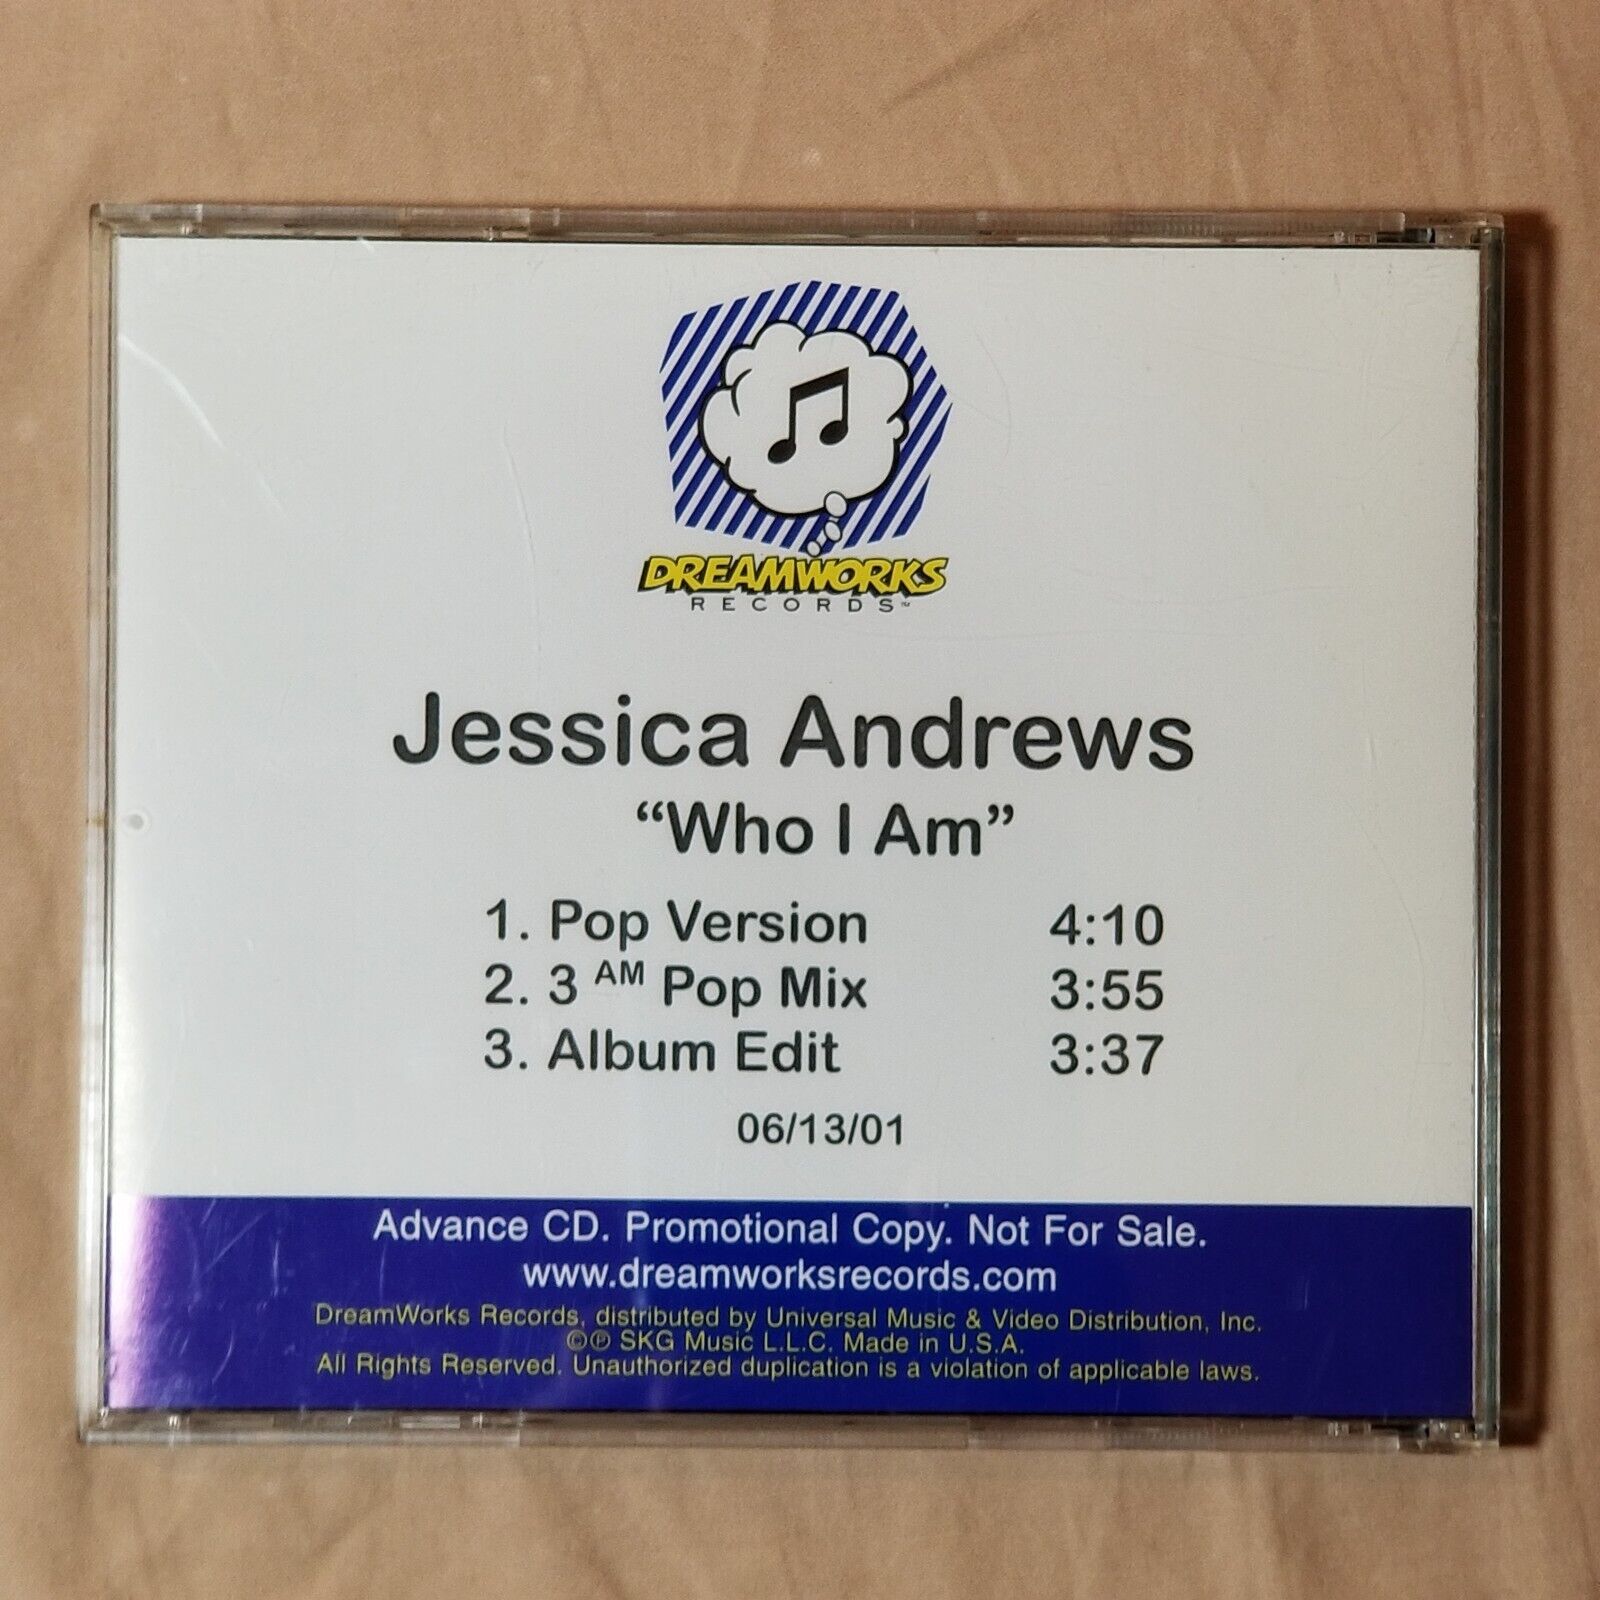 DREAMWORKS
RECORDS™
Jessica Andrews
“Who I Am”
1. Pop Version 4:10
2. 3 AM Pop Mix 3:55
3. Album Edit 3:37
06/13/01
Advance CD. Promotional Copy. Not For Sale.
www.dreamworksrecords.com
DreamWorks Records, distributed by Universal Music & Video Distribution, Inc.
©℗ SKG Music L.L.C. Made in U.S.A.
All Rights Reserved. Unauthorized duplication is a violation of applicable laws.